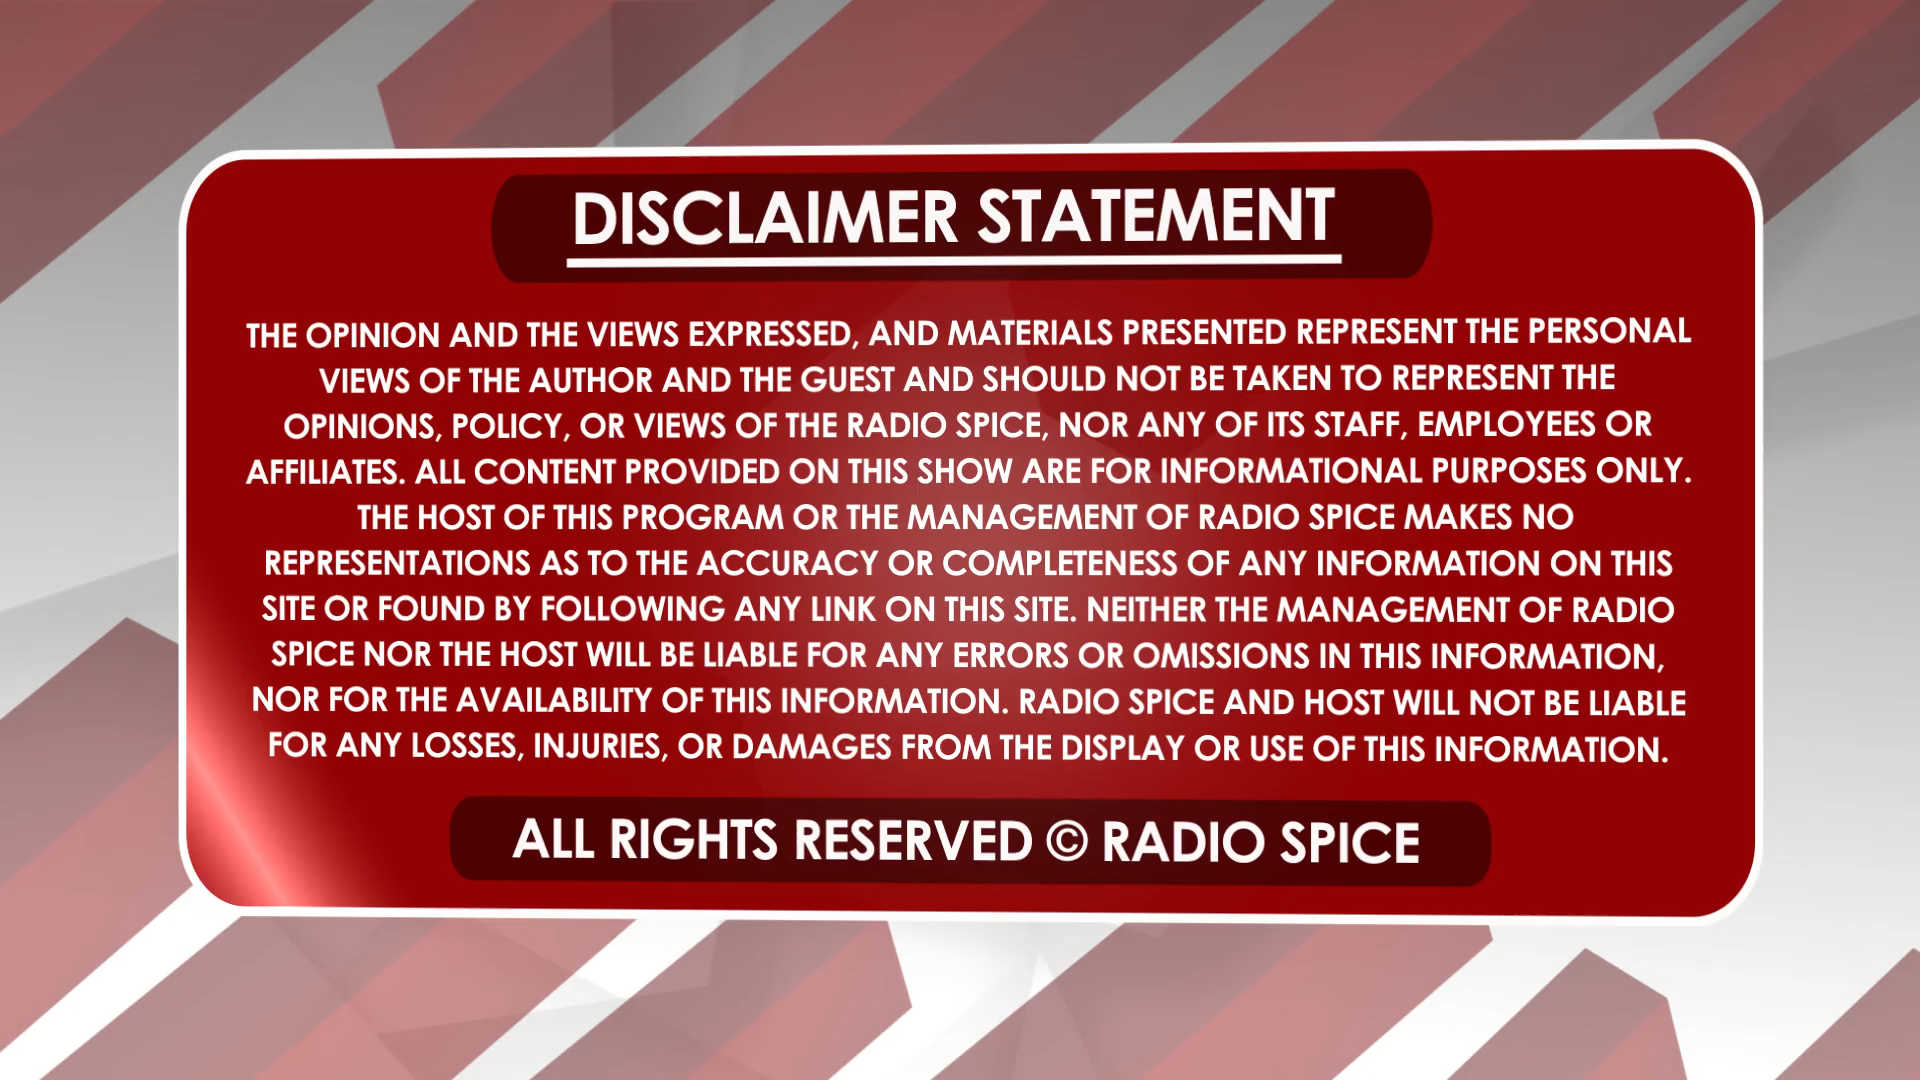 DISCLAIMER STATEMENT
THE OPINION AND THE VIEWS EXPRESSED, AND MATERIALS PRESENTED REPRESENT THE PERSONAL
VIEWS OF THE AUTHOR AND THE GUEST AND SHOULD NOT BE TAKEN TO REPRESENT THE
OPINIONS, POLICY, OR VIEWS OF THE RADIO SPICE, NOR ANY OF ITS STAFF, EMPLOYEES OR
AFFILIATES. ALL CONTENT PROVIDED ON THIS SHOW ARE FOR INFORMATIONAL PURPOSES ONLY.
THE HOST OF THIS PROGRAM OR THE MANAGEMENT OF RADIO SPICE MAKES NO
REPRESENTATIONS AS TO THE ACCURACY OR COMPLETENESS OF ANY INFORMATION ON THIS
SITE OR FOUND BY FOLLOWING ANY LINK ON THIS SITE. NEITHER THE MANAGEMENT OF RADIO
SPICE NOR THE HOST WILL BE LIABLE FOR ANY ERRORS OR OMISSIONS IN THIS INFORMATION,
NOR FOR THE AVAILABILITY OF THIS INFORMATION. RADIO SPICE AND HOST WILL NOT BE LIABLE
FOR ANY LOSSES, INJURIES, OR DAMAGES FROM THE DISPLAY OR USE OF THIS INFORMATION.
ALL RIGHTS RESERVED © RADIO SPICE